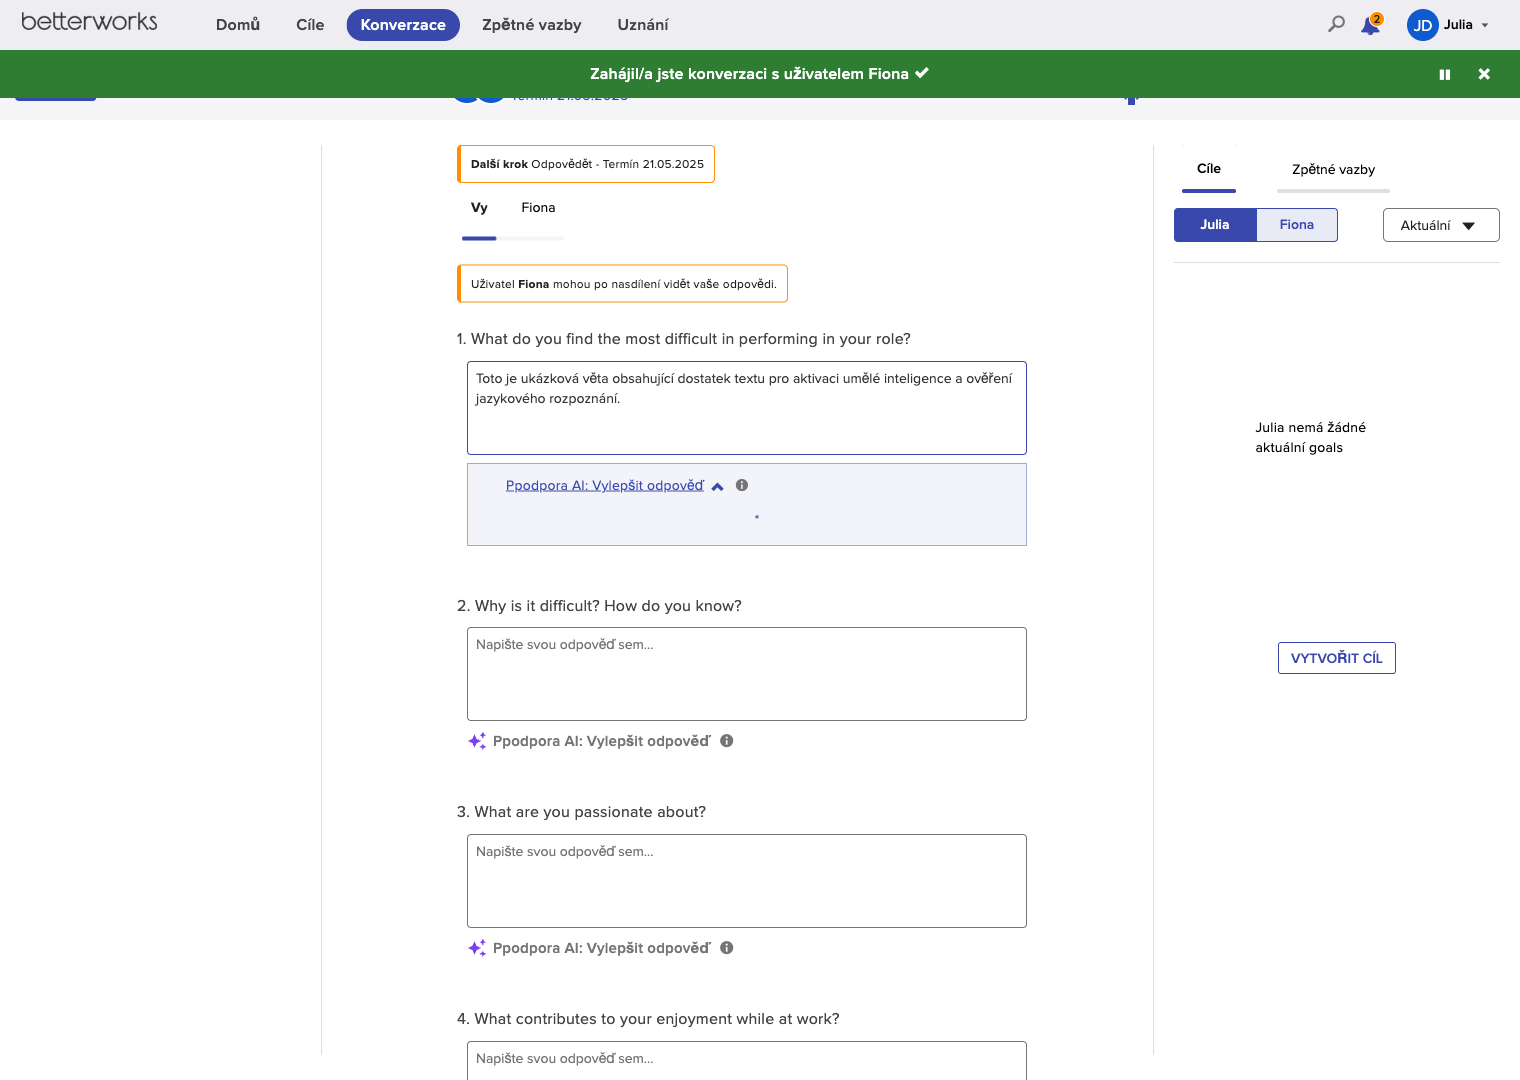 betterworks
Domů
Cíle
Konverzace
Zpětné vazby
Uznání
2
JD
Julia
Zahájil/a jste konverzaci s uživatelem Fiona
Další krok Odpovědět - Termín 21.05.2025
Vy
Fiona
Uživatel Fiona mohou po nasdílení vidět vaše odpovědi.
1. What do you find the most difficult in performing in your role?
Toto je ukázková věta obsahující dostatek textu pro aktivaci umělé inteligence a ověření
jazykového rozpoznání.
Ppodpora AI: Vylepšit odpověď
2. Why is it difficult? How do you know?
Napište svou odpověď sem...
Ppodpora AI: Vylepšit odpověď
3. What are you passionate about?
Napište svou odpověď sem...
Ppodpora AI: Vylepšit odpověď
4. What contributes to your enjoyment while at work?
Napište svou odpověď sem...
Cíle
Zpětné vazby
Julia
Fiona
Aktuální
Julia nemá žádné
aktuální goals
VYTVOŘIT CÍL